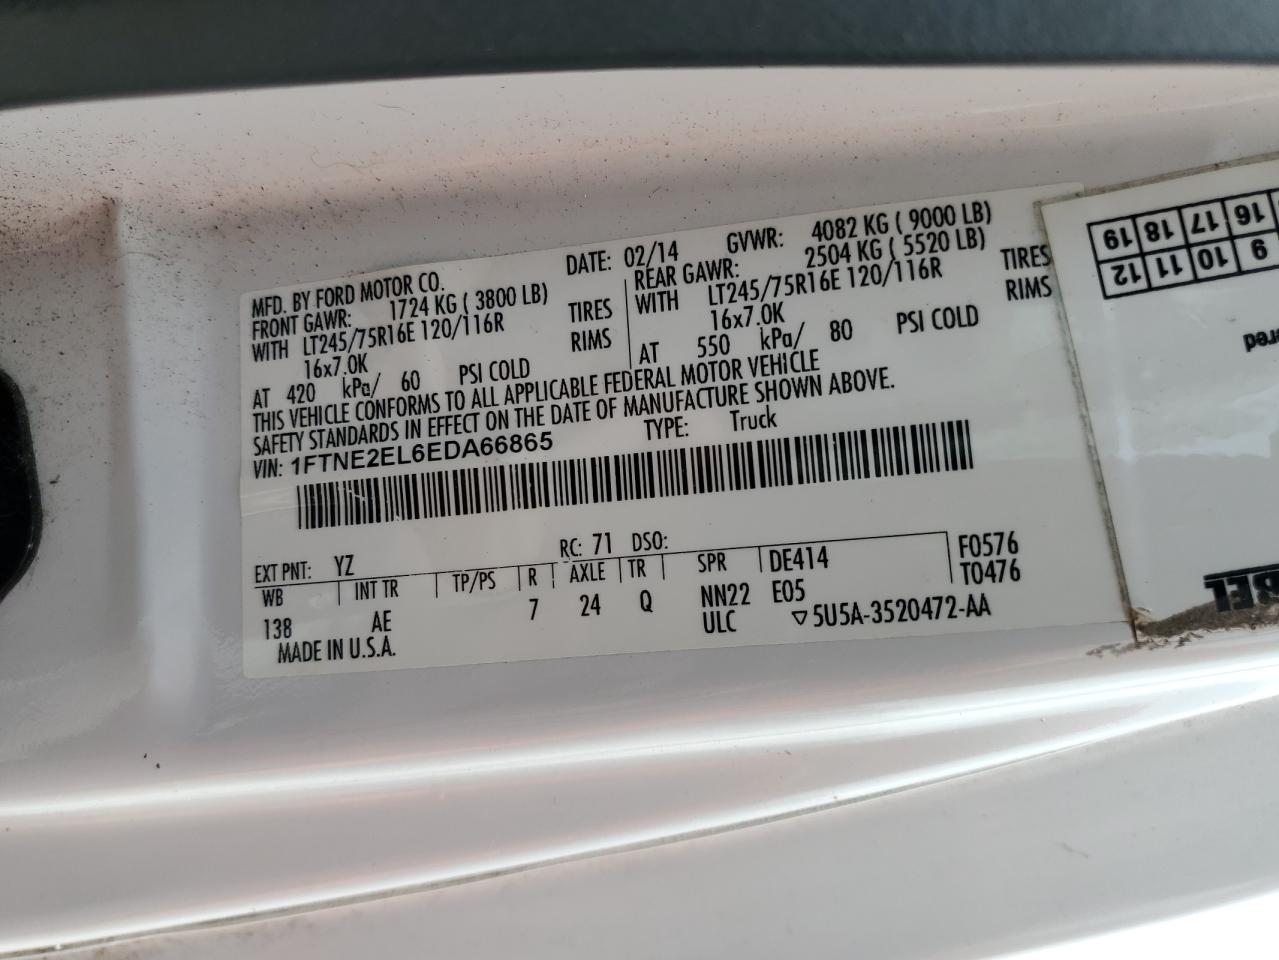 MFD. BY FORD MOTOR CO. DATE: 02/14 GVWR: 4082 KG ( 9000 LB)
FRONT GAWR: 1724 KG ( 3800 LB) REAR GAWR: 2504 KG ( 5520 LB)
WITH LT245/75R16E 120/116R TIRES WITH LT245/75R16E 120/116R TIRES
16x7.0K RIMS 16x7.0K RIMS
AT 420 kPa/ 60 PSI COLD AT 550 kPa/ 80 PSI COLD
THIS VEHICLE CONFORMS TO ALL APPLICABLE FEDERAL MOTOR VEHICLE
SAFETY STANDARDS IN EFFECT ON THE DATE OF MANUFACTURE SHOWN ABOVE.
VIN: 1FTNE2EL6EDA66865 TYPE: Truck
EXT PNT: YZ RC: 71 DSO:
WB INT TR TP/PS R AXLE TR SPR DE414 F0576
138 AE 7 24 Q NN22 E05 T0476
MADE IN U.S.A. ULC ▽5U5A-3520472-AA
16 17 18 19
9 10 11 12